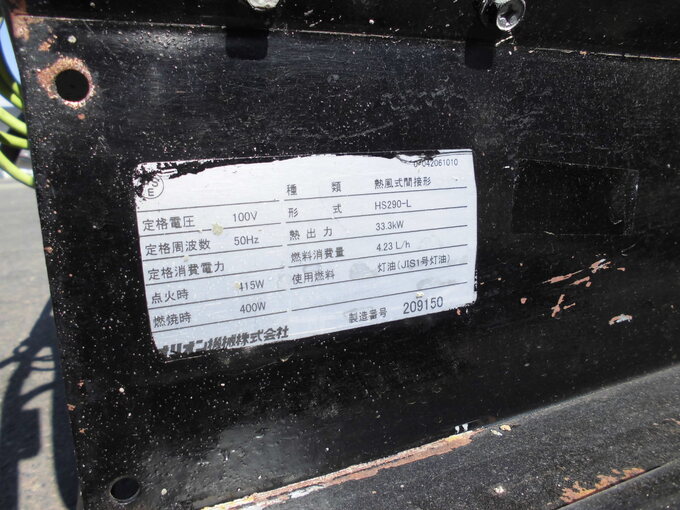 04042061010
PS
E
種類 熱風式間接形
定格電圧 100V 形式 HS290-L
定格周波数 50Hz 熱出力 33.3kW
定格消費電力 燃料消費量 4.23 L/h
点火時 415W 使用燃料 灯油(JIS1号灯油)
燃焼時 400W 製造番号 209150
オリオン機械株式会社